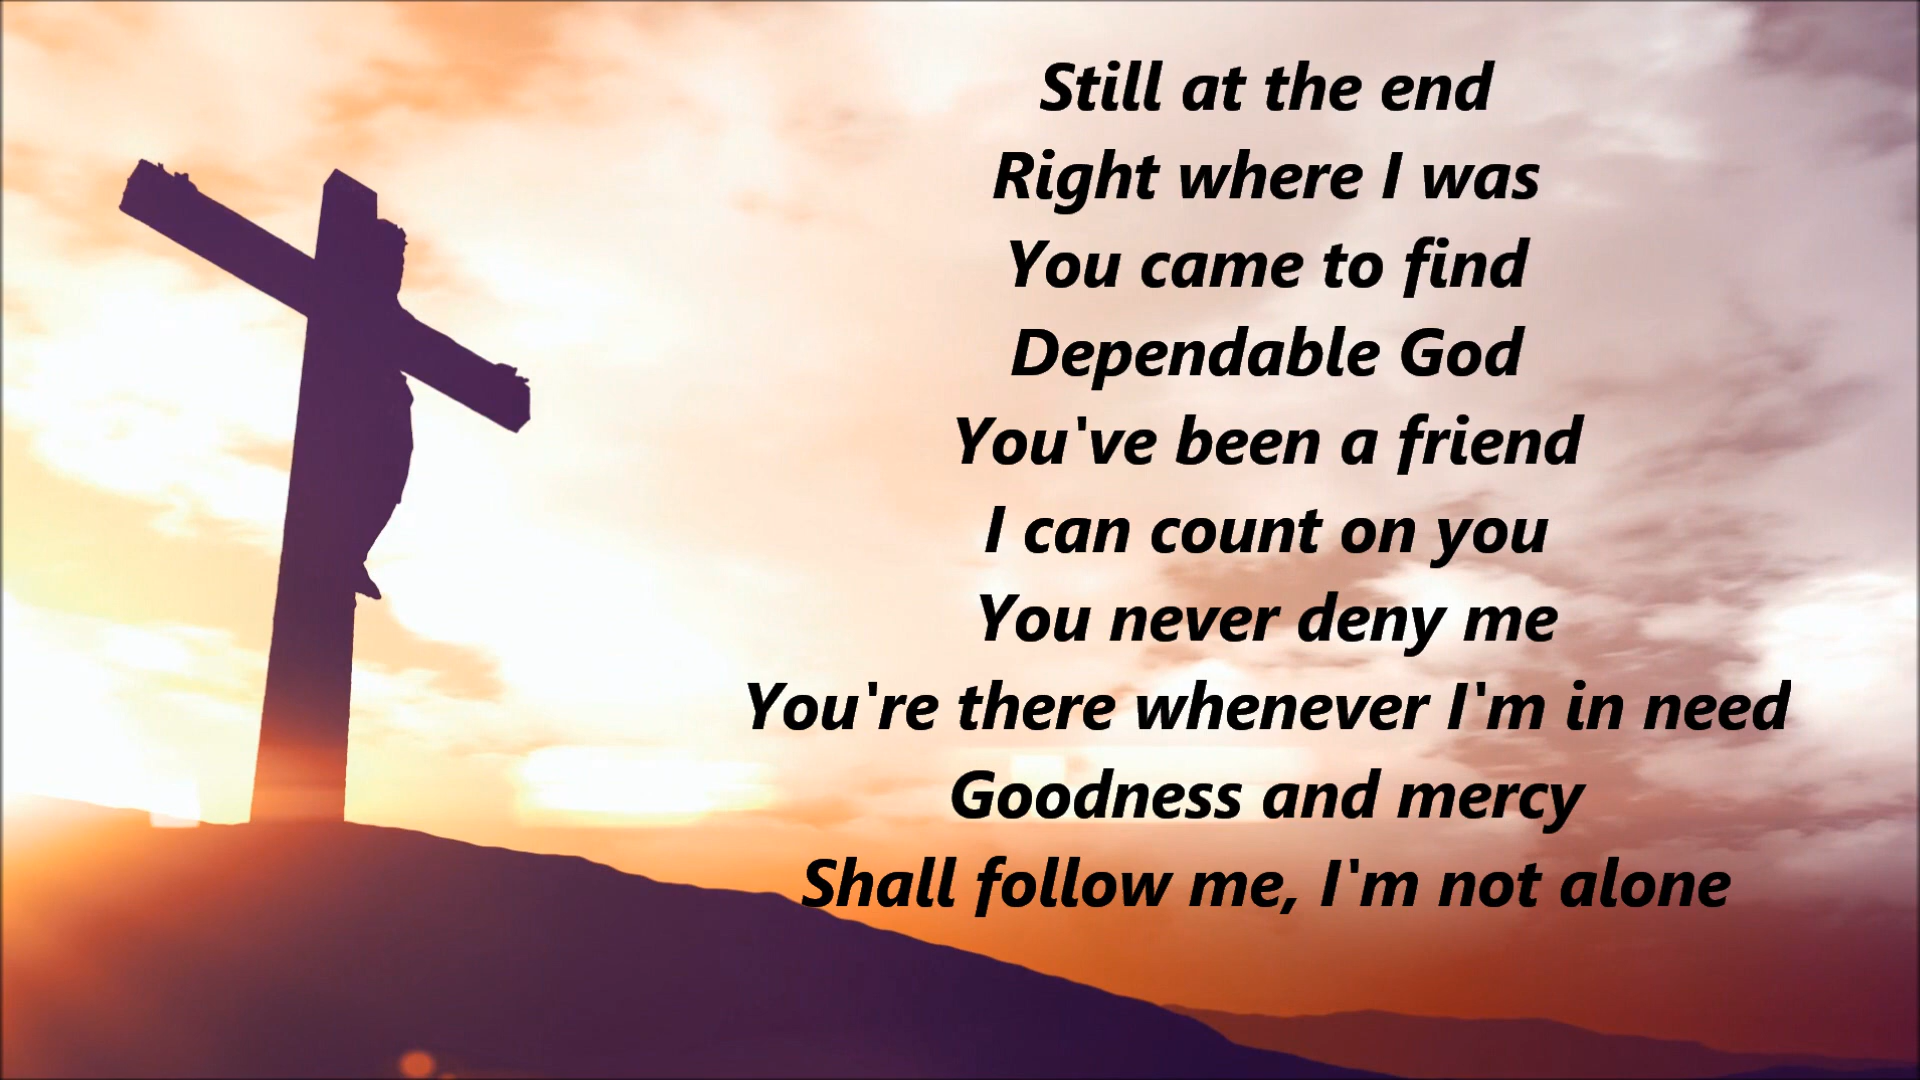 Still at the end
Right where I was
You came to find
Dependable God
You've been a friend
I can count on you
You never deny me
You're there whenever I'm in need
Goodness and mercy
Shall follow me, I'm not alone